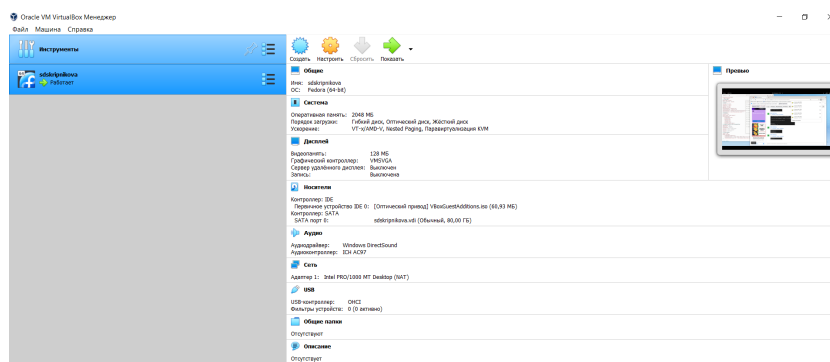 Oracle VM VirtualBox Менеджер
Файл Машина Справка
Инструменты
sdskripnikova
Работает
Создать Настроить Сбросить Показать
Общие
Имя: sdskripnikova
ОС: Fedora (64-bit)
Система
Оперативная память: 2048 МБ
Порядок загрузки: Гибкий диск, Оптический диск, Жёсткий диск
Ускорение: VT-x/AMD-V, Nested Paging, Паравиртуализация KVM
Дисплей
Видеопамять: 128 МБ
Графический контроллер: VMSVGA
Сервер удалённого дисплея: Выключен
Запись: Выключена
Носители
Контроллер: IDE
Первичное устройство IDE 0: [Оптический привод] VBoxGuestAdditions.iso (60,93 МБ)
Контроллер: SATA
SATA порт 0: sdskripnikova.vdi (Обычный, 80,00 ГБ)
Аудио
Аудиодрайвер: Windows DirectSound
Аудиоконтроллер: ICH AC97
Сеть
Адаптер 1: Intel PRO/1000 MT Desktop (NAT)
USB
USB-контроллер: OHCI
Фильтры устройств: 0 (0 активно)
Общие папки
Отсутствуют
Описание
Отсутствует
Превью